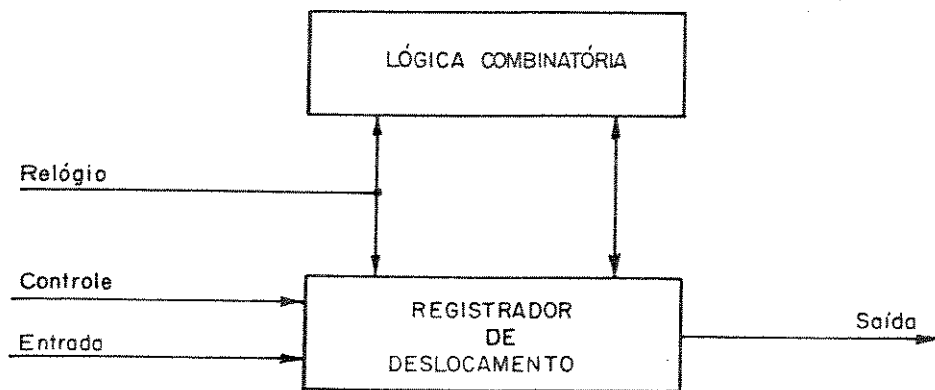 LÓGICA COMBINATÓRIA
Relógio
Controle
Entrada
REGISTRADOR
DE
DESLOCAMENTO
Saída